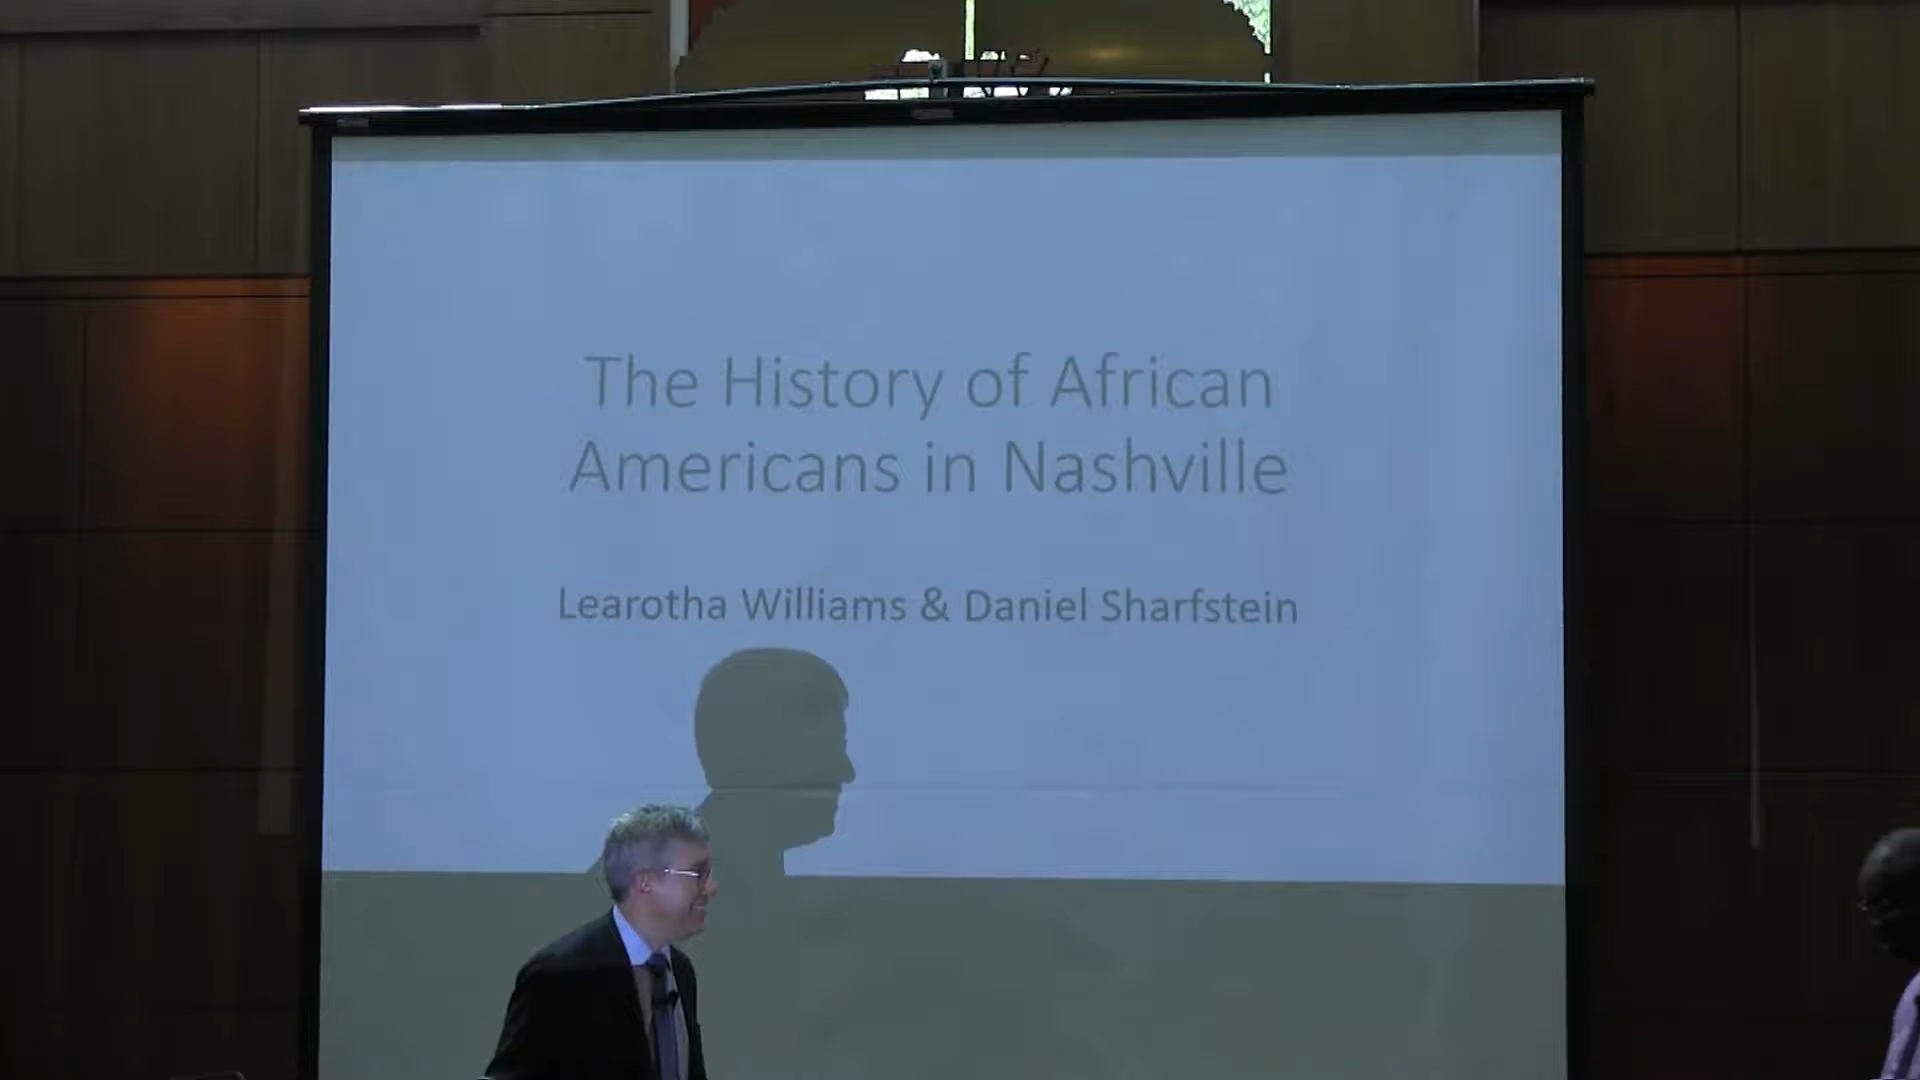 The History of African
Americans in Nashville
Learotha Williams & Daniel Sharfstein